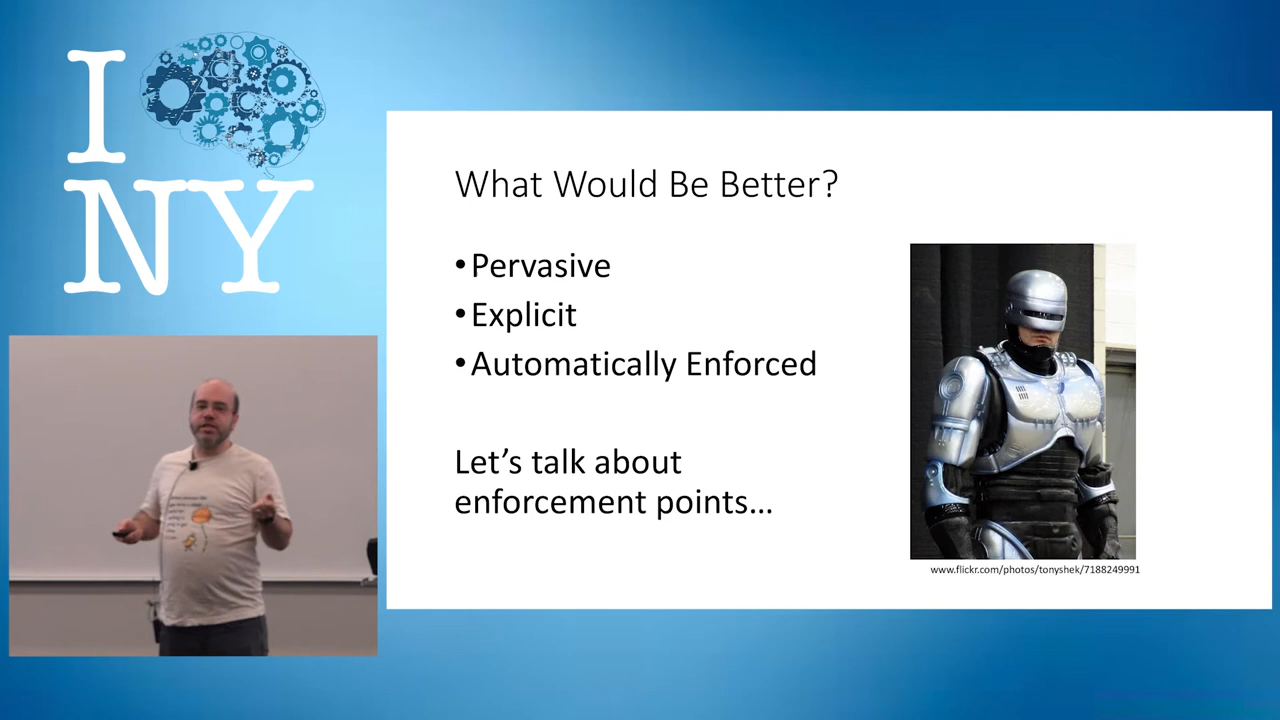 I
NY
What Would Be Better?
•Pervasive
•Explicit
•Automatically Enforced
Let's talk about
enforcement points...
www.flickr.com/photos/tonyshek/7188249991